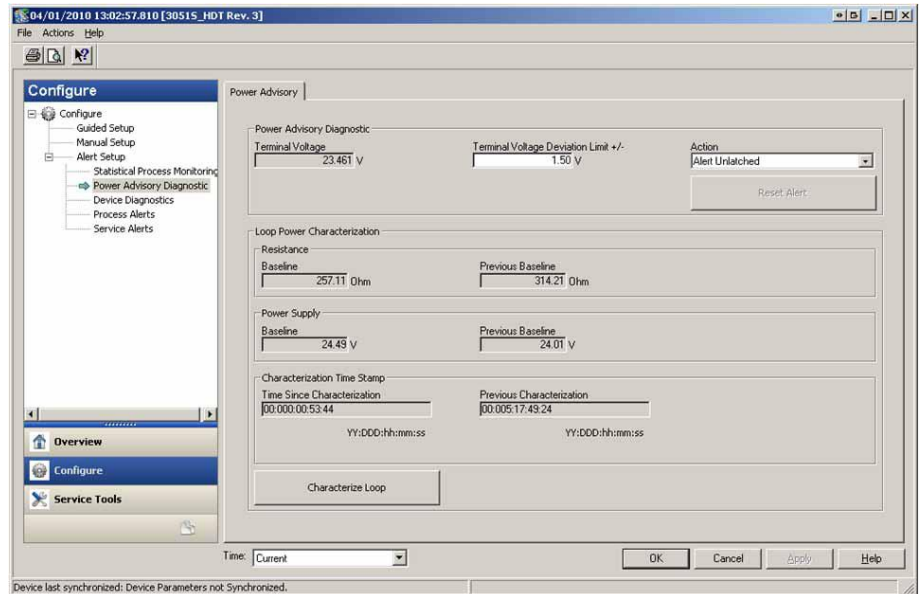 04/01/2010 13:02:57.810 [3051S_HDT Rev. 3]
File Actions Help
Configure
Configure
Guided Setup
Manual Setup
Alert Setup
Statistical Process Monitoring
Power Advisory Diagnostic
Device Diagnostics
Process Alerts
Service Alerts
Overview
Configure
Service Tools
Power Advisory
Power Advisory Diagnostic
Terminal Voltage
23.461 V
Terminal Voltage Deviation Limit +/-
1.50 V
Action
Alert Unlatched
Reset Alert
Loop Power Characterization
Resistance
Baseline
257.11 Ohm
Previous Baseline
314.21 Ohm
Power Supply
Baseline
24.49 V
Previous Baseline
24.01 V
Characterization Time Stamp
Time Since Characterization
00:000:00:53:44
YY:DDD:hh:mm:ss
Previous Characterization
00:005:17:49:24
YY:DDD:hh:mm:ss
Characterize Loop
Time: Current
OK Cancel Apply Help
Device last synchronized: Device Parameters not Synchronized.